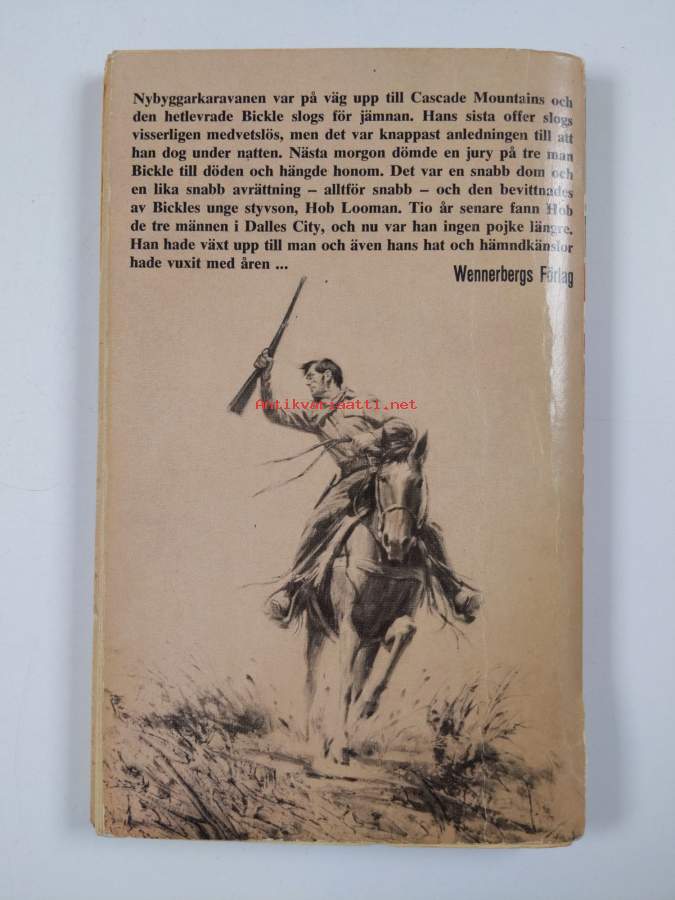 Nybyggarkaravanen var på väg upp till Cascade Mountains och
den hetlevrade Bickle slogs för jämnan. Hans sista offer slogs
visserligen medvetslös, men det var knappast anledningen till att
han dog under natten. Nästa morgon dömde en jury på tre man
Bickle till döden och hängde honom. Det var en snabb dom och
en lika snabb avrättning – alltför snabb – och den bevittnades
av Bickles unge styvson, Hob Looman. Tio år senare fann Hob
de tre männen i Dalles City, och nu var han ingen pojke längre.
Han hade växt upp till man och även hans hat och hämndkänslor
hade vuxit med åren ...
Wennerbergs Förlag
Antikvariaatti.net